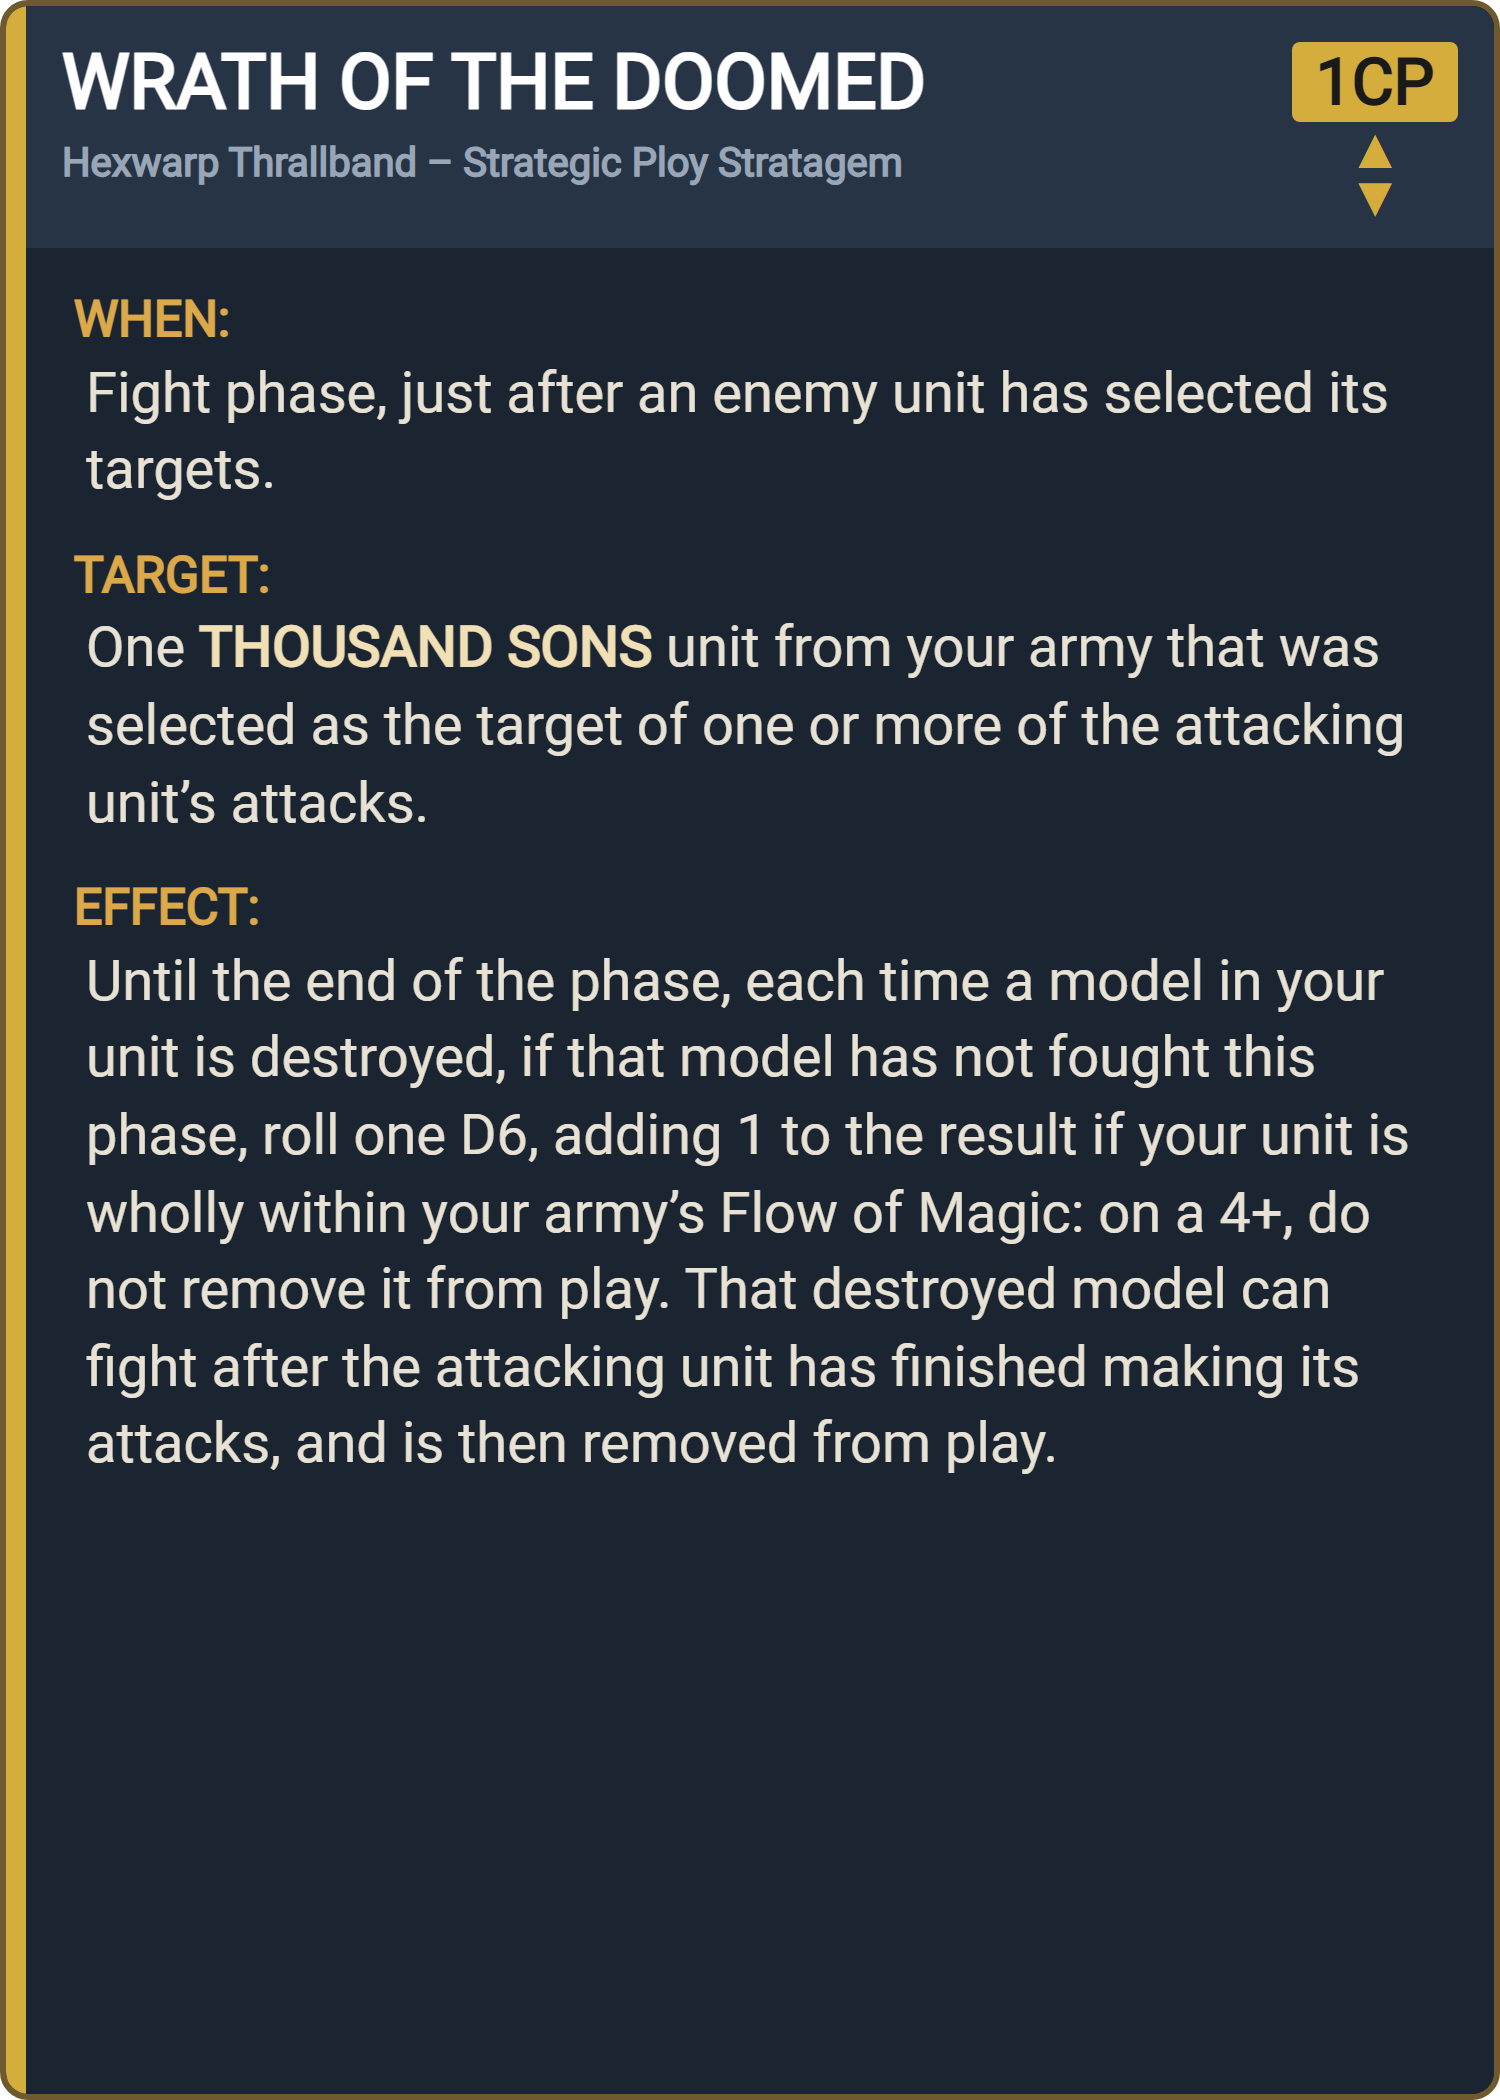 WRATH OF THE DOOMED
1CP
Hexwarp Thrallband – Strategic Ploy Stratagem
WHEN:
Fight phase, just after an enemy unit has selected its
targets.
TARGET:
One THOUSAND SONS unit from your army that was
selected as the target of one or more of the attacking
unit’s attacks.
EFFECT:
Until the end of the phase, each time a model in your
unit is destroyed, if that model has not fought this
phase, roll one D6, adding 1 to the result if your unit is
wholly within your army’s Flow of Magic: on a 4+, do
not remove it from play. That destroyed model can
fight after the attacking unit has finished making its
attacks, and is then removed from play.